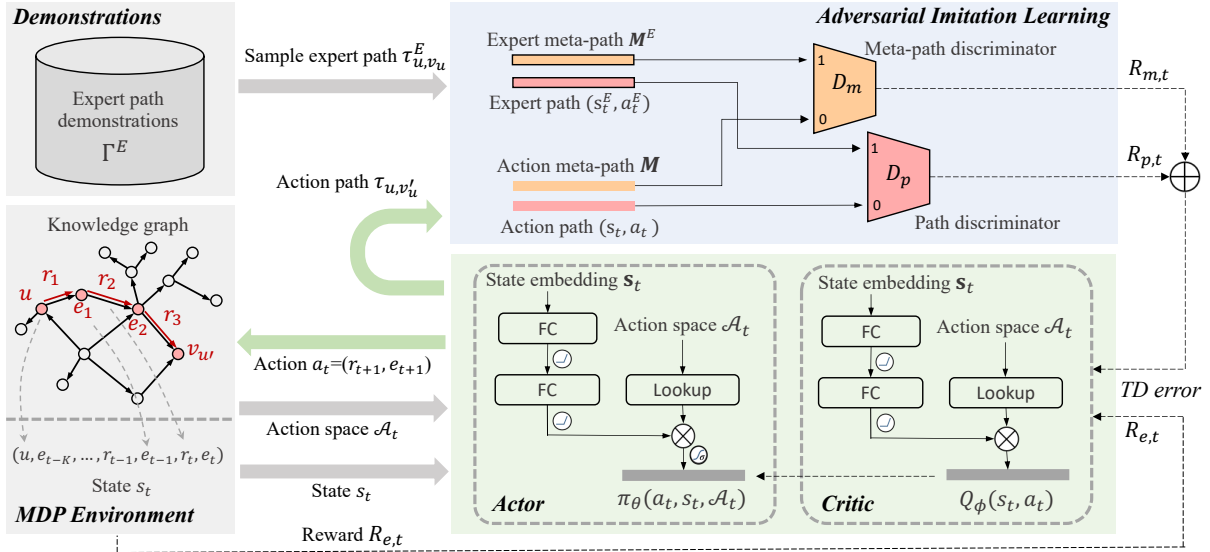 Demonstrations
Expert path
demonstrations
Γ^E
Sample expert path τ^E_{u,v_u}
Action path τ_{u,v'_u}
Adversarial Imitation Learning
Expert meta-path M^E
Expert path (s_t^E, a_t^E)
Action meta-path M
Action path (s_t, a_t)
Meta-path discriminator
1
D_m
0
1
D_p
0
Path discriminator
R_{m,t}
R_{p,t}
Knowledge graph
r_1
r_2
u
e_1
e_2
r_3
v_{u'}
(u, e_{t-K}, …, r_{t-1}, e_{t-1}, r_t, e_t)
State s_t
MDP Environment
Action a_t=(r_{t+1}, e_{t+1})
Action space 𝒜_t
State s_t
Reward R_{e,t}
State embedding s_t
FC
Action space 𝒜_t
FC
Lookup
σ
π_θ(a_t, s_t, 𝒜_t)
Actor
State embedding s_t
FC
Action space 𝒜_t
FC
Lookup
Q_ϕ(s_t, a_t)
Critic
TD error
R_{e,t}